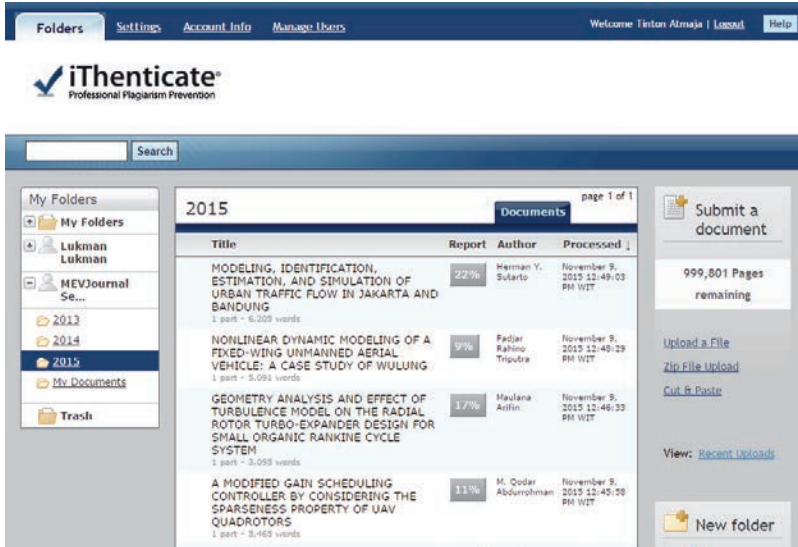 Folders Settings Account Info Manage Users Welcome Tinton Atmaja | Logout Help
iThenticate®
Professional Plagiarism Prevention
Search
My Folders
My Folders
Lukman
Lukman
MEVJournal
Se...
2013
2014
2015
My Documents
Trash
2015
Documents
page 1 of 1
Title Report Author Processed ↓
MODELING, IDENTIFICATION,
ESTIMATION, AND SIMULATION OF
URBAN TRAFFIC FLOW IN JAKARTA AND
BANDUNG
1 part - 6,205 words
22%
Herman Y.
Sutarto
November 9,
2015 12:49:03
PM WIT
NONLINEAR DYNAMIC MODELING OF A
FIXED-WING UNMANNED AERIAL
VEHICLE: A CASE STUDY OF WULUNG
1 part - 5,091 words
9%
Fadjar
Rahino
Triputra
November 9,
2015 12:48:29
PM WIT
GEOMETRY ANALYSIS AND EFFECT OF
TURBULENCE MODEL ON THE RADIAL
ROTOR TURBO-EXPANDER DESIGN FOR
SMALL ORGANIC RANKINE CYCLE
SYSTEM
1 part - 3,095 words
17%
Maulana
Arifin
November 9,
2015 12:46:33
PM WIT
A MODIFIED GAIN SCHEDULING
CONTROLLER BY CONSIDERING THE
SPARSENESS PROPERTY OF UAV
QUADROTORS
1 part - 3,465 words
11%
M. Qodar
Abdurrohman
November 9,
2015 12:45:58
PM WIT
Submit a
document
999,801 Pages
remaining
Upload a File
Zip File Upload
Cut & Paste
View: Recent Uploads
New folder